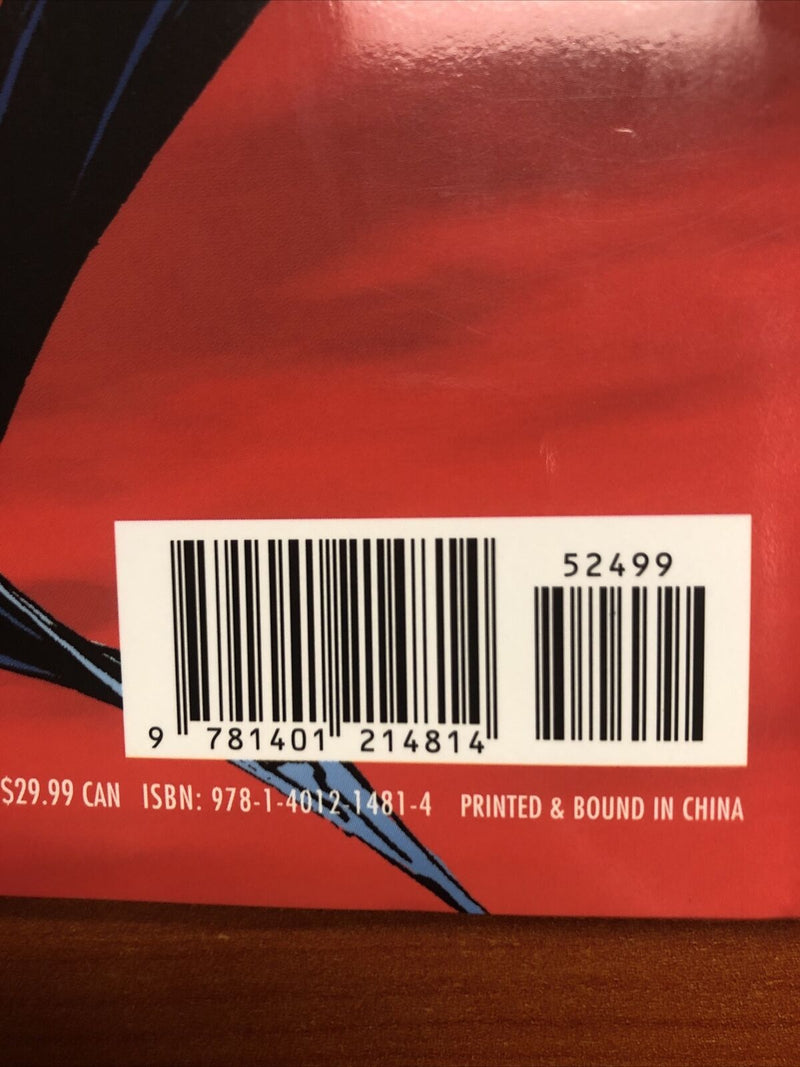 52499
9 781401 214814
$29.99 CAN ISBN: 978-1-4012-1481-4 PRINTED & BOUND IN CHINA